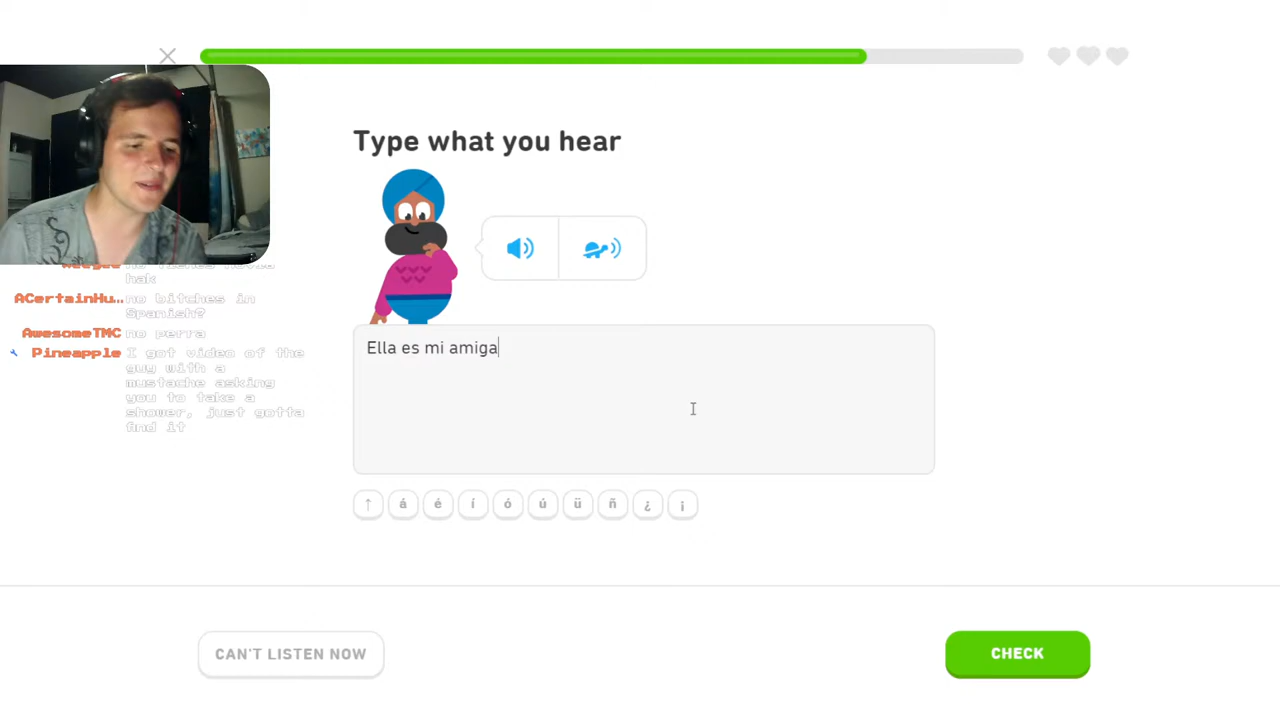 Type what you hear
hak
ACertainHu... no bitches in
Spanish?
AwesomeTMC no perra
Pineapple I got video of the
guy with a
mustache asking
you to take a
shower, just gotta
find it
Ella es mi amiga
↑ á é í ó ú ü ñ ¿ ¡
CAN'T LISTEN NOW
CHECK